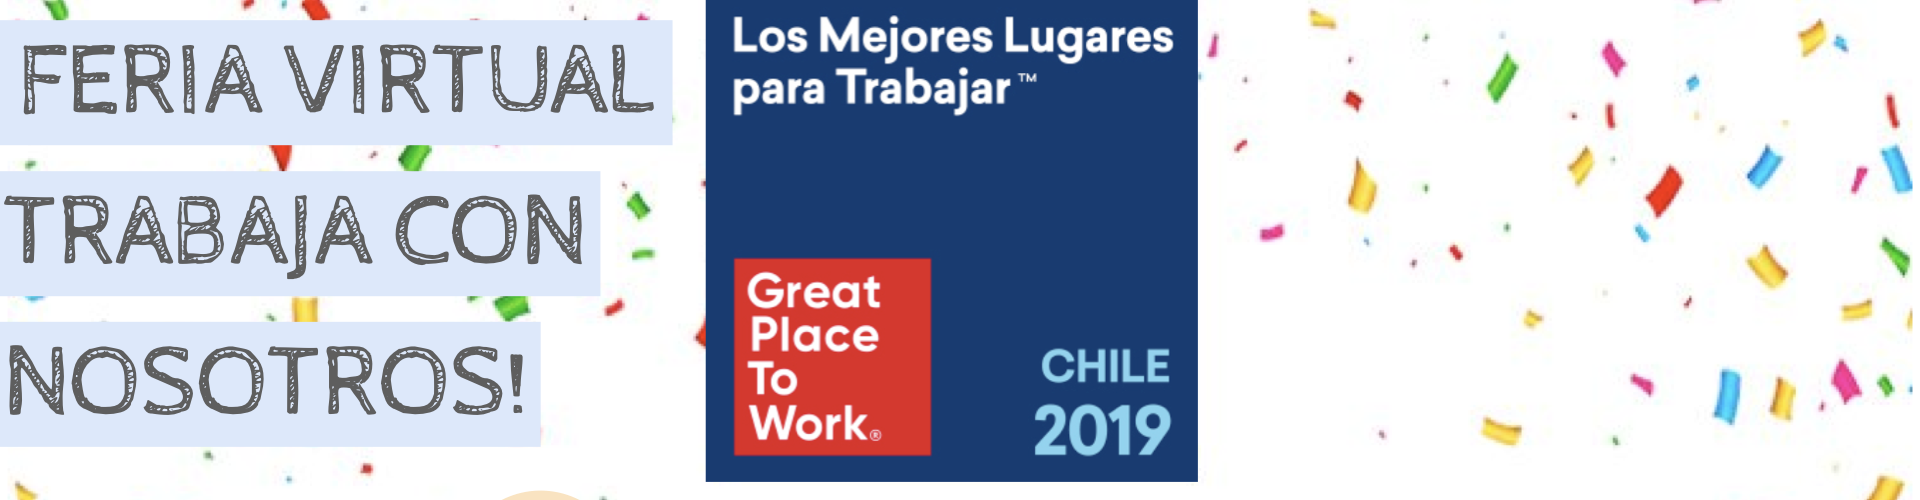 FERIA VIRTUAL
TRABAJA CON
NOSOTROS!
Los Mejores Lugares
para Trabajar™
Great
Place
To
Work®
CHILE
2019